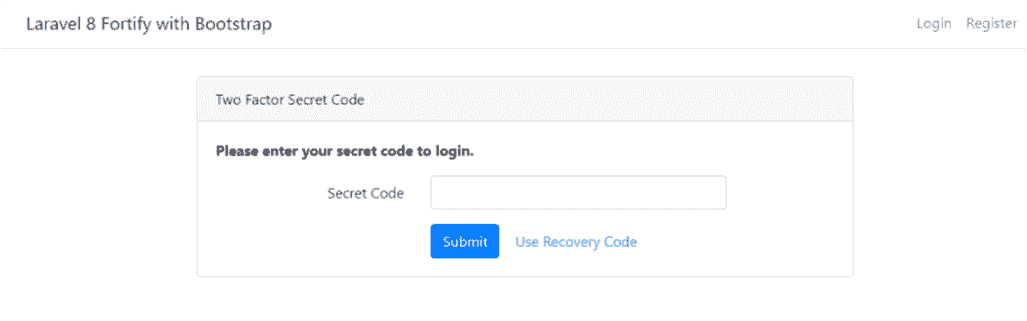 Laravel 8 Fortify with Bootstrap
Login Register
Two Factor Secret Code
Please enter your secret code to login.
Secret Code
Submit Use Recovery Code